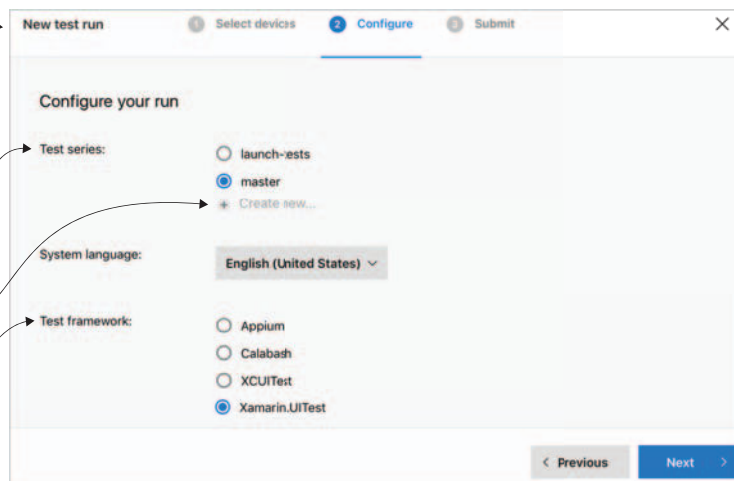 New test run 1 Select devices 2 Configure 3 Submit
Configure your run
Test series:
launch-tests
master
+ Create new...
System language:
English (United States)
Test framework:
Appium
Calabash
XCUITest
Xamarin.UITest
< Previous Next >